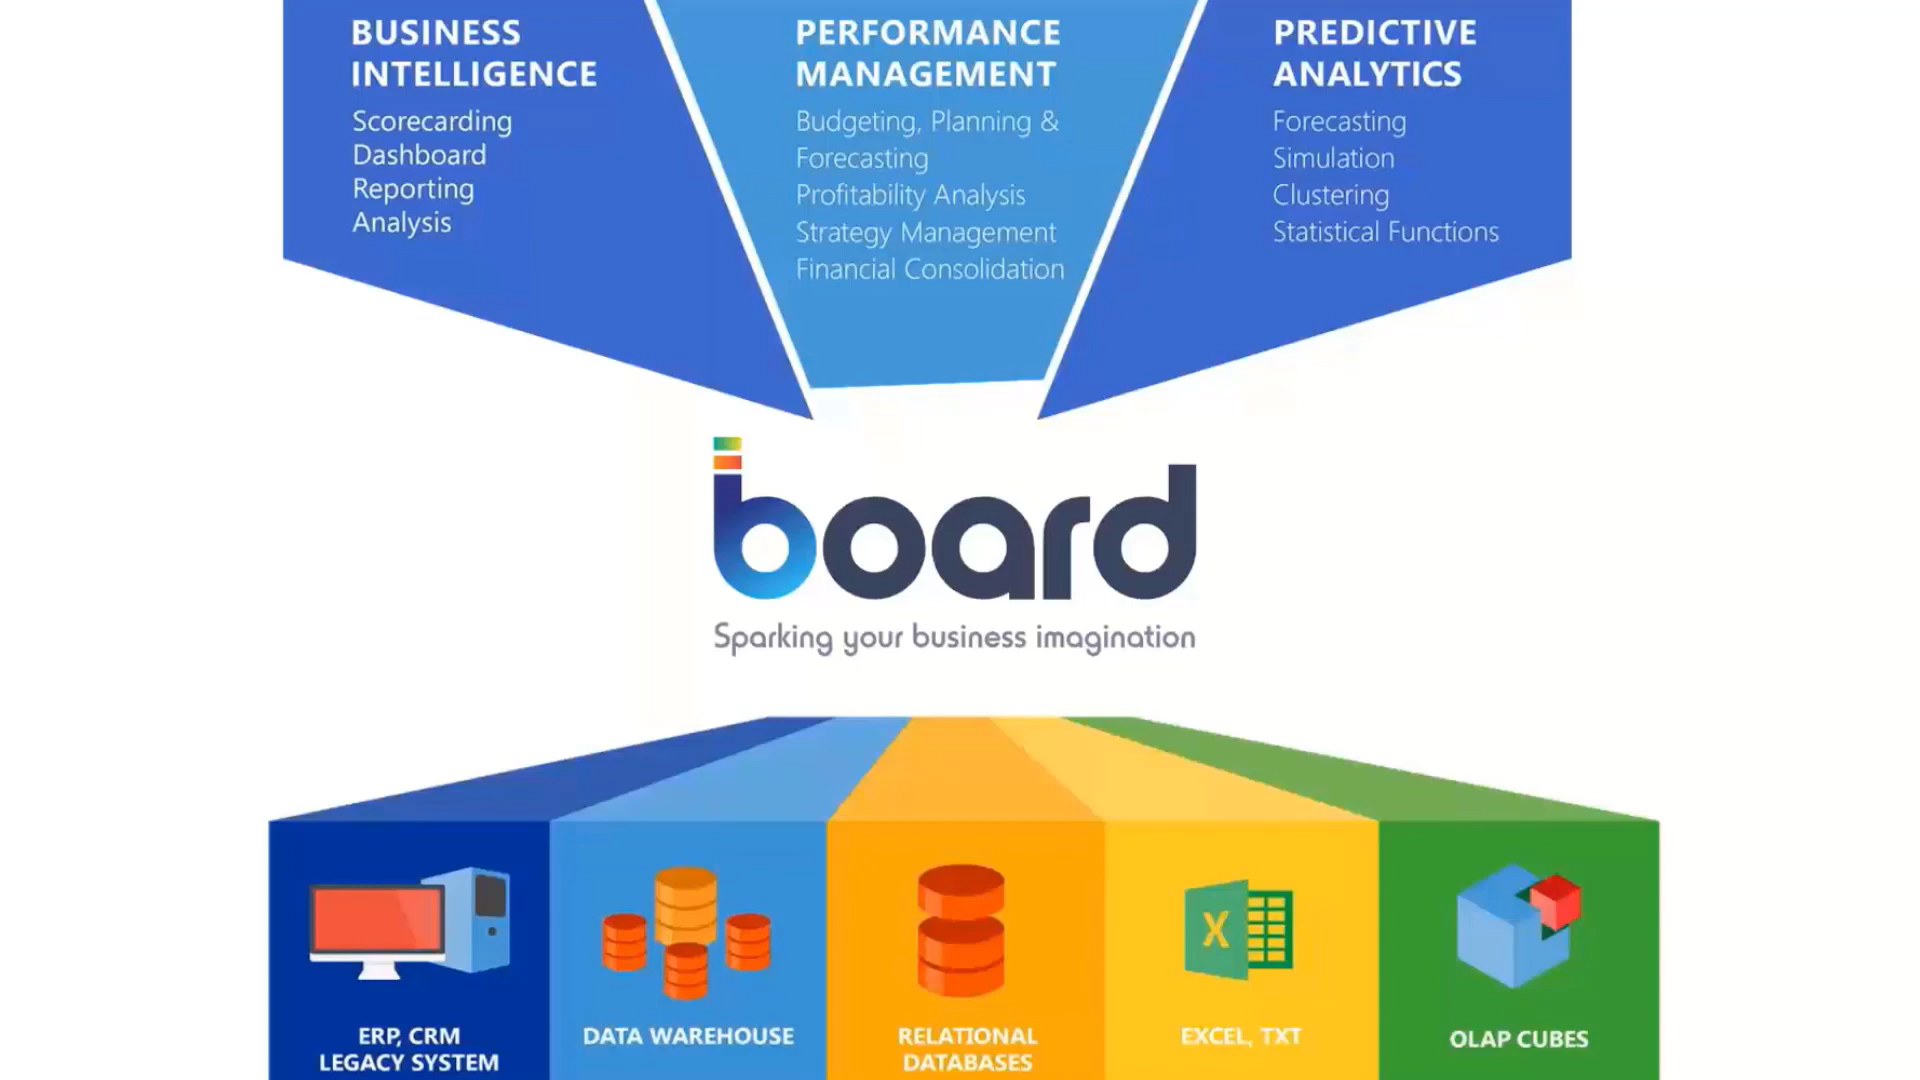 BUSINESS
INTELLIGENCE
Scorecarding
Dashboard
Reporting
Analysis
PERFORMANCE
MANAGEMENT
Budgeting, Planning &
Forecasting
Profitability Analysis
Strategy Management
Financial Consolidation
PREDICTIVE
ANALYTICS
Forecasting
Simulation
Clustering
Statistical Functions
board
Sparking your business imagination
ERP, CRM
LEGACY SYSTEM
DATA WAREHOUSE
RELATIONAL
DATABASES
X
EXCEL, TXT
OLAP CUBES